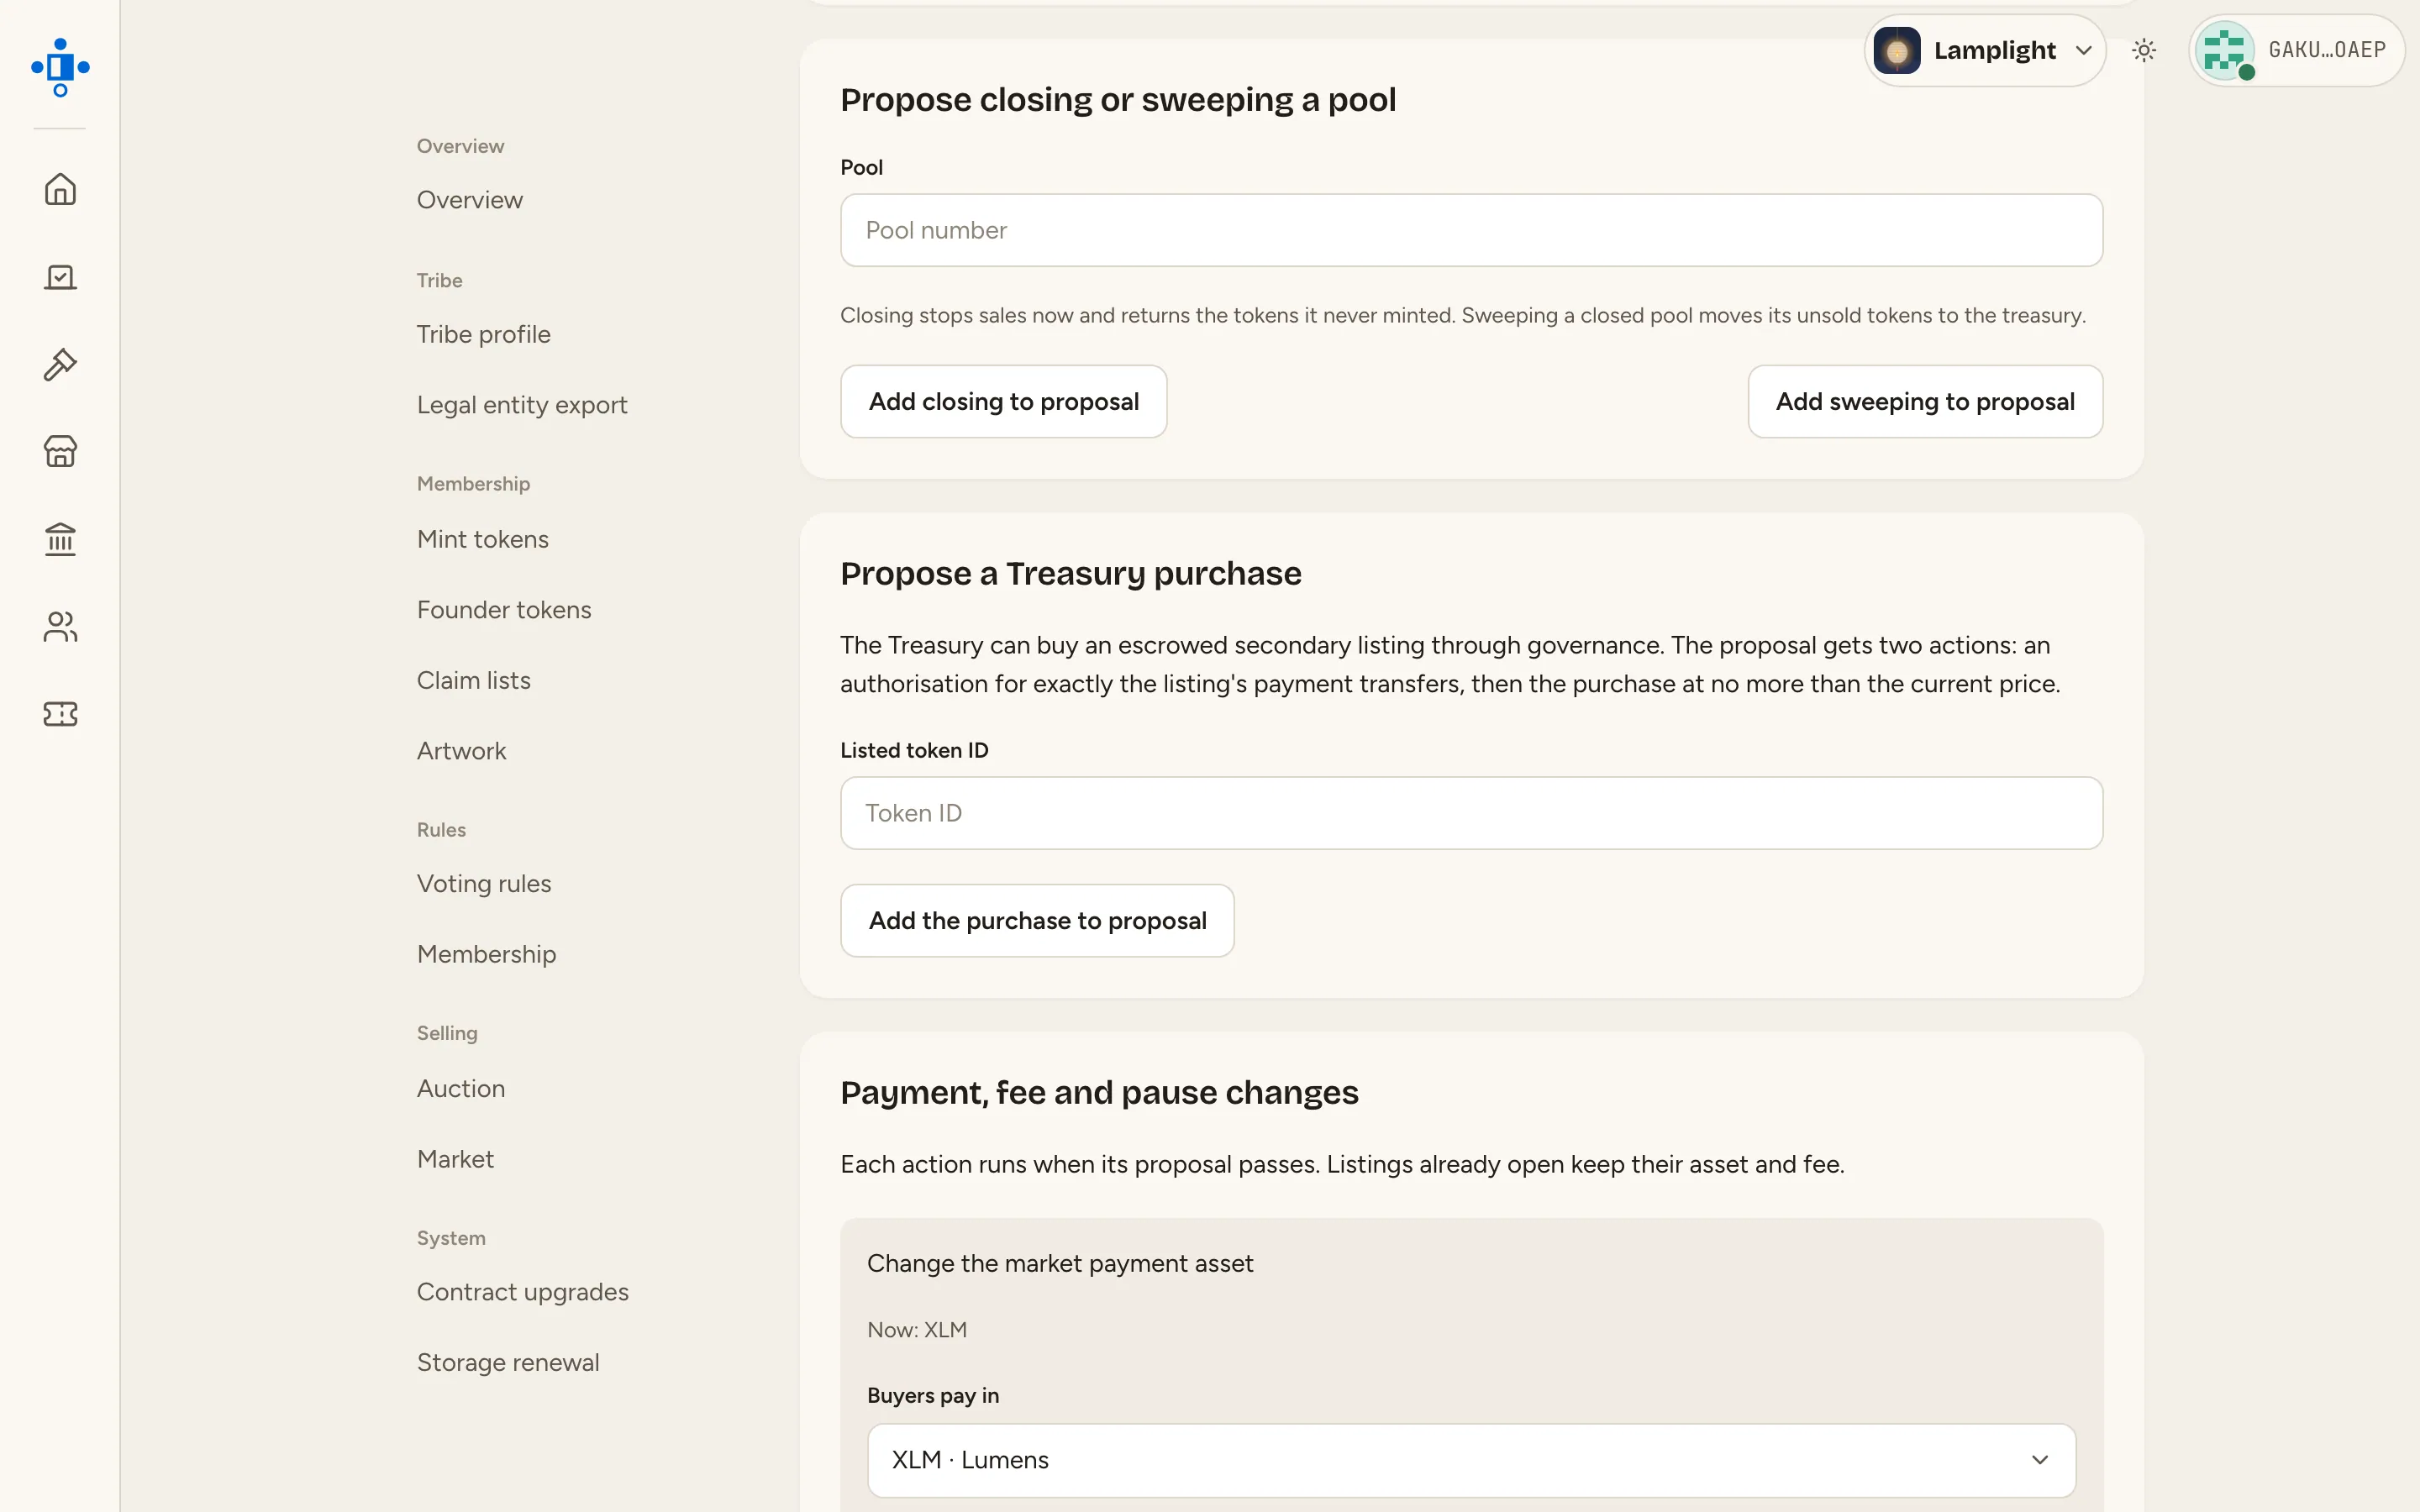 Lamplight
GAKU...OAEP
Overview
Overview
Tribe
Tribe profile
Legal entity export
Membership
Mint tokens
Founder tokens
Claim lists
Artwork
Rules
Voting rules
Membership
Selling
Auction
Market
System
Contract upgrades
Storage renewal
Propose closing or sweeping a pool
Pool
Pool number
Closing stops sales now and returns the tokens it never minted. Sweeping a closed pool moves its unsold tokens to the treasury.
Add closing to proposal
Add sweeping to proposal
Propose a Treasury purchase
The Treasury can buy an escrowed secondary listing through governance. The proposal gets two actions: an
authorisation for exactly the listing's payment transfers, then the purchase at no more than the current price.
Listed token ID
Token ID
Add the purchase to proposal
Payment, fee and pause changes
Each action runs when its proposal passes. Listings already open keep their asset and fee.
Change the market payment asset
Now: XLM
Buyers pay in
XLM · Lumens